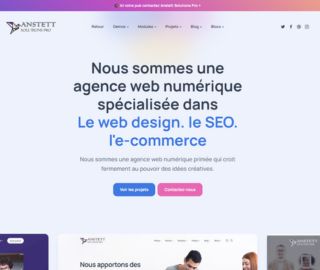 Ici votre pub contactez Anstett Solutions Pro
ANSTETT
SOLUTIONS PRO
Retour Demos Modules Projets Blog Blocs
Nous sommes une
agence web numérique
spécialisée dans
Le web design. le SEO.
l'e-commerce
Nous sommes une agence web numérique primée qui croit
fermement au pouvoir des idées créatives.
Voir les projets Contactez-nous
ANSTETT
Nous apportons des